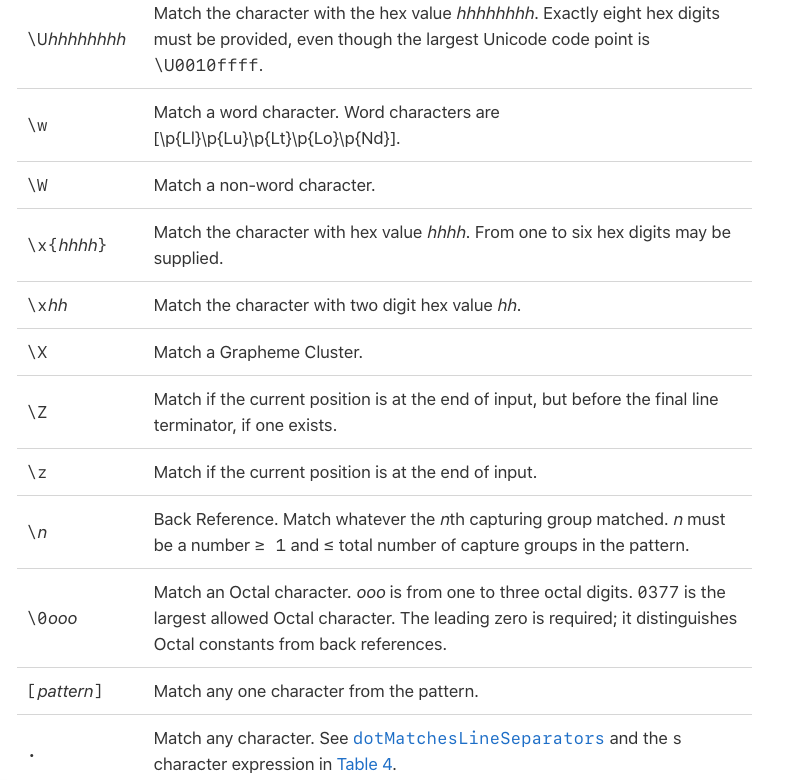 Match the character with the hex value hhhhhhhh. Exactly eight hex digits
\Uhhhhhhhh must be provided, even though the largest Unicode code point is
\U0010ffff.
Match a word character. Word characters are
\w
[\p{Ll}\p{Lu}\p{Lt}\p{Lo}\p{Nd}].
\W Match a non-word character.
Match the character with hex value hhhh. From one to six hex digits may be
\x{hhhh}
supplied.
\xhh Match the character with two digit hex value hh.
\X Match a Grapheme Cluster.
Match if the current position is at the end of input, but before the final line
\Z
terminator, if one exists.
\z Match if the current position is at the end of input.
Back Reference. Match whatever the nth capturing group matched. n must
\n
be a number ≥ 1 and ≤ total number of capture groups in the pattern.
Match an Octal character. ooo is from one to three octal digits. 0377 is the
\0ooo largest allowed Octal character. The leading zero is required; it distinguishes
Octal constants from back references.
[pattern] Match any one character from the pattern.
Match any character. See dotMatchesLineSeparators and the s
.
character expression in Table 4.